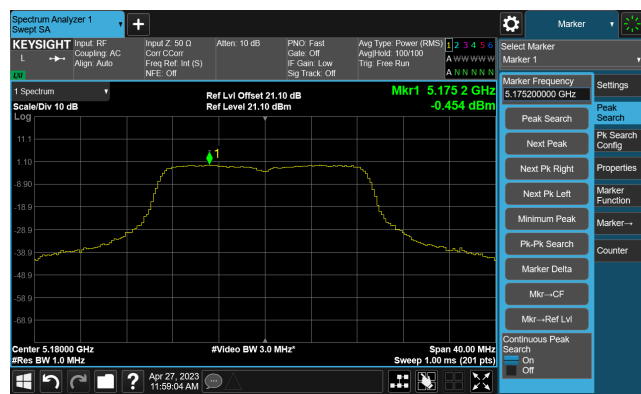 Spectrum Analyzer 1
Swept SA
Marker
KEYSIGHT
L
LXI
Input: RF
Coupling: AC
Align: Auto
Input Z: 50 Ω
Corr CCorr
Freq Ref: Int (S)
NFE: Off
Atten: 10 dB
PNO: Fast
Gate: Off
IF Gain: Low
Sig Track: Off
Avg Type: Power (RMS)
Avg|Hold: 100/100
Trig: Free Run
1 2 3 4 5 6
A W W W W W
A N N N N N
Select Marker
Marker 1
1 Spectrum
Scale/Div 10 dB
Log
Ref Lvl Offset 21.10 dB
Ref Level 21.10 dBm
Mkr1 5.175 2 GHz
-0.454 dBm
11.1
1.10
-8.90
-18.9
-28.9
-38.9
-48.9
-58.9
-68.9
1
Center 5.18000 GHz
#Res BW 1.0 MHz
#Video BW 3.0 MHz*
Span 40.00 MHz
Sweep 1.00 ms (201 pts)
Marker Frequency
5.175200000 GHz
Peak Search
Next Peak
Next Pk Right
Next Pk Left
Minimum Peak
Pk-Pk Search
Marker Delta
Mkr→CF
Mkr→Ref Lvl
Continuous Peak
Search
On
Off
Settings
Peak
Search
Pk Search
Config
Properties
Marker
Function
Marker→
Counter
?
Apr 27, 2023
11:59:04 AM